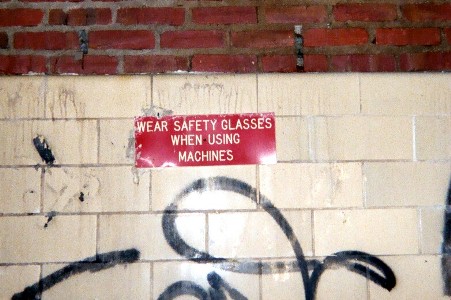 WEAR SAFETY GLASSES
WHEN USING
MACHINES